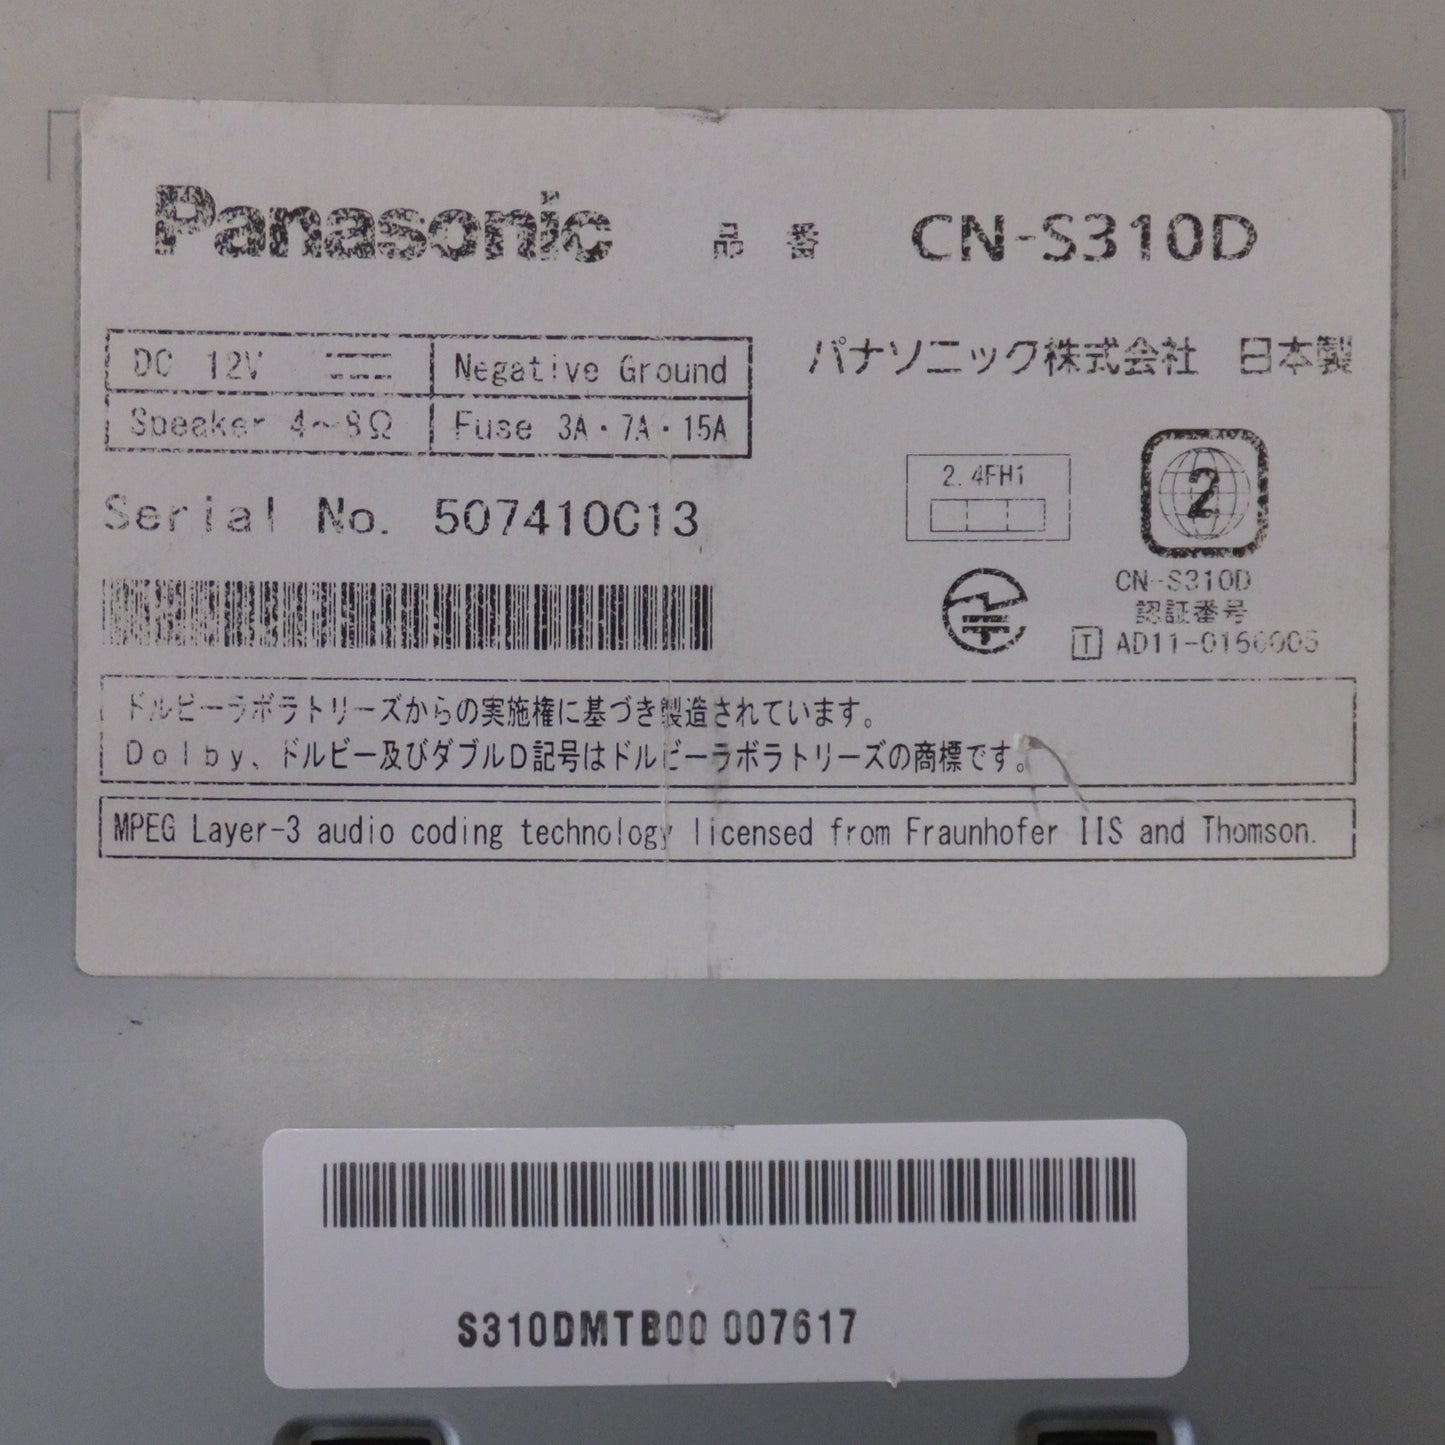 Panasonic 品番 CN-S310D
DC 12V Negative Ground
Speaker 4～8Ω Fuse 3A・7A・15A
パナソニック株式会社 日本製
Serial No. 507410C13
2.4FH1
2
CN-S310D
認証番号
T AD11-0166005
ドルビーラボラトリーズからの実施権に基づき製造されています。
Dolby、ドルビー及びダブルD記号はドルビーラボラトリーズの商標です。
MPEG Layer-3 audio coding technology licensed from Fraunhofer IIS and Thomson.
S310DMTB00 007617